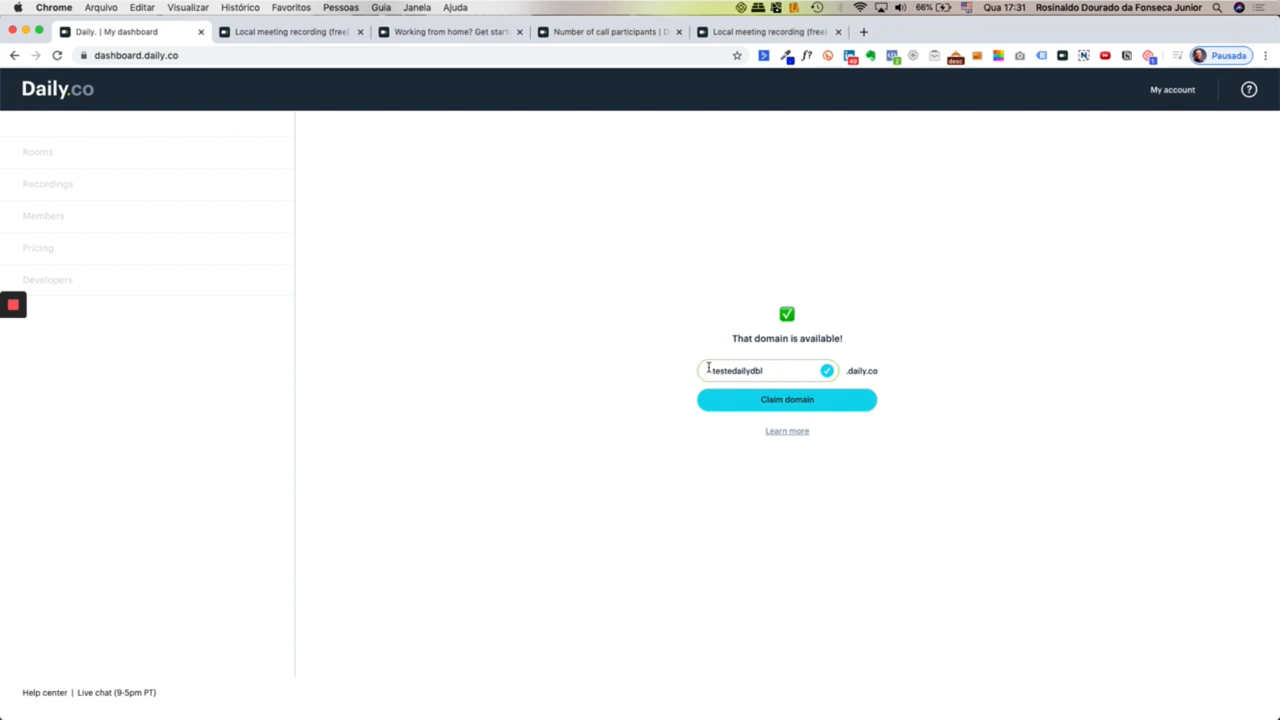 Chrome Arquivo Editar Visualizar Histórico Favoritos Pessoas Guia Janela Ajuda 66% Qua 17:31 Rosinaldo Dourado da Fonseca Junior
Daily. | My dashboard Local meeting recording (free Working from home? Get start Number of call participants | D Local meeting recording (free
dashboard.daily.co f? desc Pausada
Daily.co My account ?
Rooms
Recordings
Members
Pricing
Developers
That domain is available!
testedailydbl .daily.co
Claim domain
Learn more
Help center | Live chat (9-5pm PT)